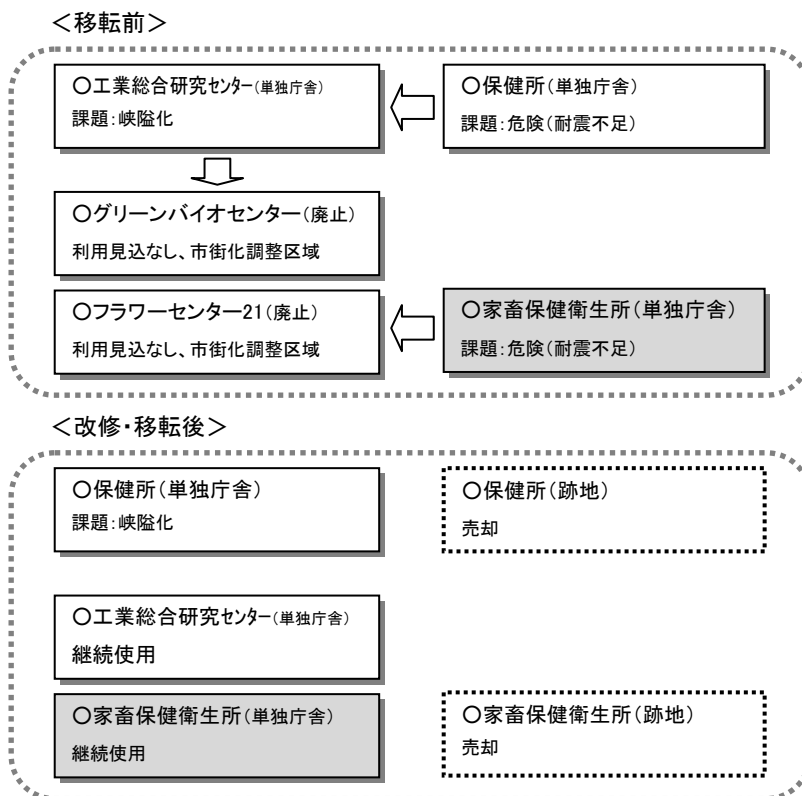 ＜移転前＞
○工業総合研究センター(単独庁舎)
課題：峡隘化
○保健所(単独庁舎)
課題：危険(耐震不足)
○グリーンバイオセンター(廃止)
利用見込なし、市街化調整区域
○フラワーセンター21(廃止)
利用見込なし、市街化調整区域
○家畜保健衛生所(単独庁舎)
課題：危険(耐震不足)
＜改修・移転後＞
○保健所(単独庁舎)
課題：峡隘化
○保健所(跡地)
売却
○工業総合研究センター(単独庁舎)
継続使用
○家畜保健衛生所(単独庁舎)
継続使用
○家畜保健衛生所(跡地)
売却